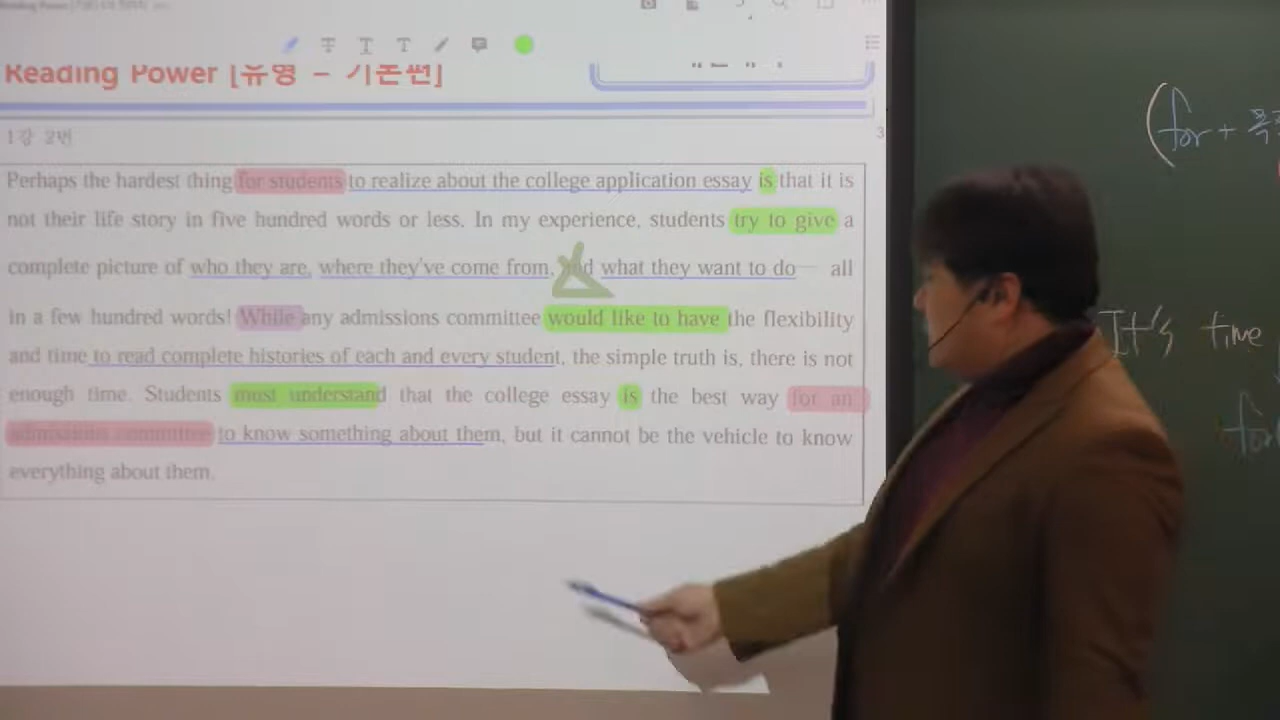 Reading Power [유형 - 기본편]
1강 2번
3
Perhaps the hardest thing for students to realize about the college application essay is that it is
not their life story in five hundred words or less. In my experience, students try to give a
complete picture of who they are, where they've come from, and what they want to do— all
in a few hundred words! While any admissions committee would like to have the flexibility
and time to read complete histories of each and every student, the simple truth is, there is not
enough time. Students must understand that the college essay is the best way for an
admissions committee to know something about them, but it cannot be the vehicle to know
everything about them.
(for +
It's time
for